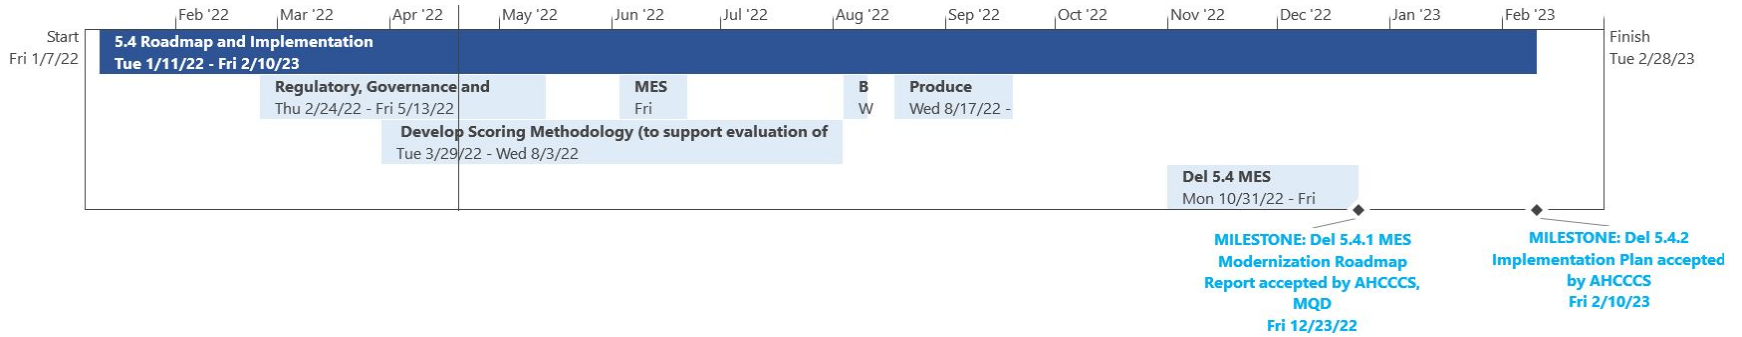 Feb '22 Mar '22 Apr '22 May '22 Jun '22 Jul '22 Aug '22 Sep '22 Oct '22 Nov '22 Dec '22 Jan '23 Feb '23
Start
Fri 1/7/22
5.4 Roadmap and Implementation
Tue 1/11/22 - Fri 2/10/23
Finish
Tue 2/28/23
Regulatory, Governance and
Thu 2/24/22 - Fri 5/13/22
MES
Fri
B
W
Produce
Wed 8/17/22 -
Develop Scoring Methodology (to support evaluation of
Tue 3/29/22 - Wed 8/3/22
Del 5.4 MES
Mon 10/31/22 - Fri
MILESTONE: Del 5.4.1 MES
Modernization Roadmap
Report accepted by AHCCCS,
MQD
Fri 12/23/22
MILESTONE: Del 5.4.2
Implementation Plan accepted
by AHCCCS
Fri 2/10/23